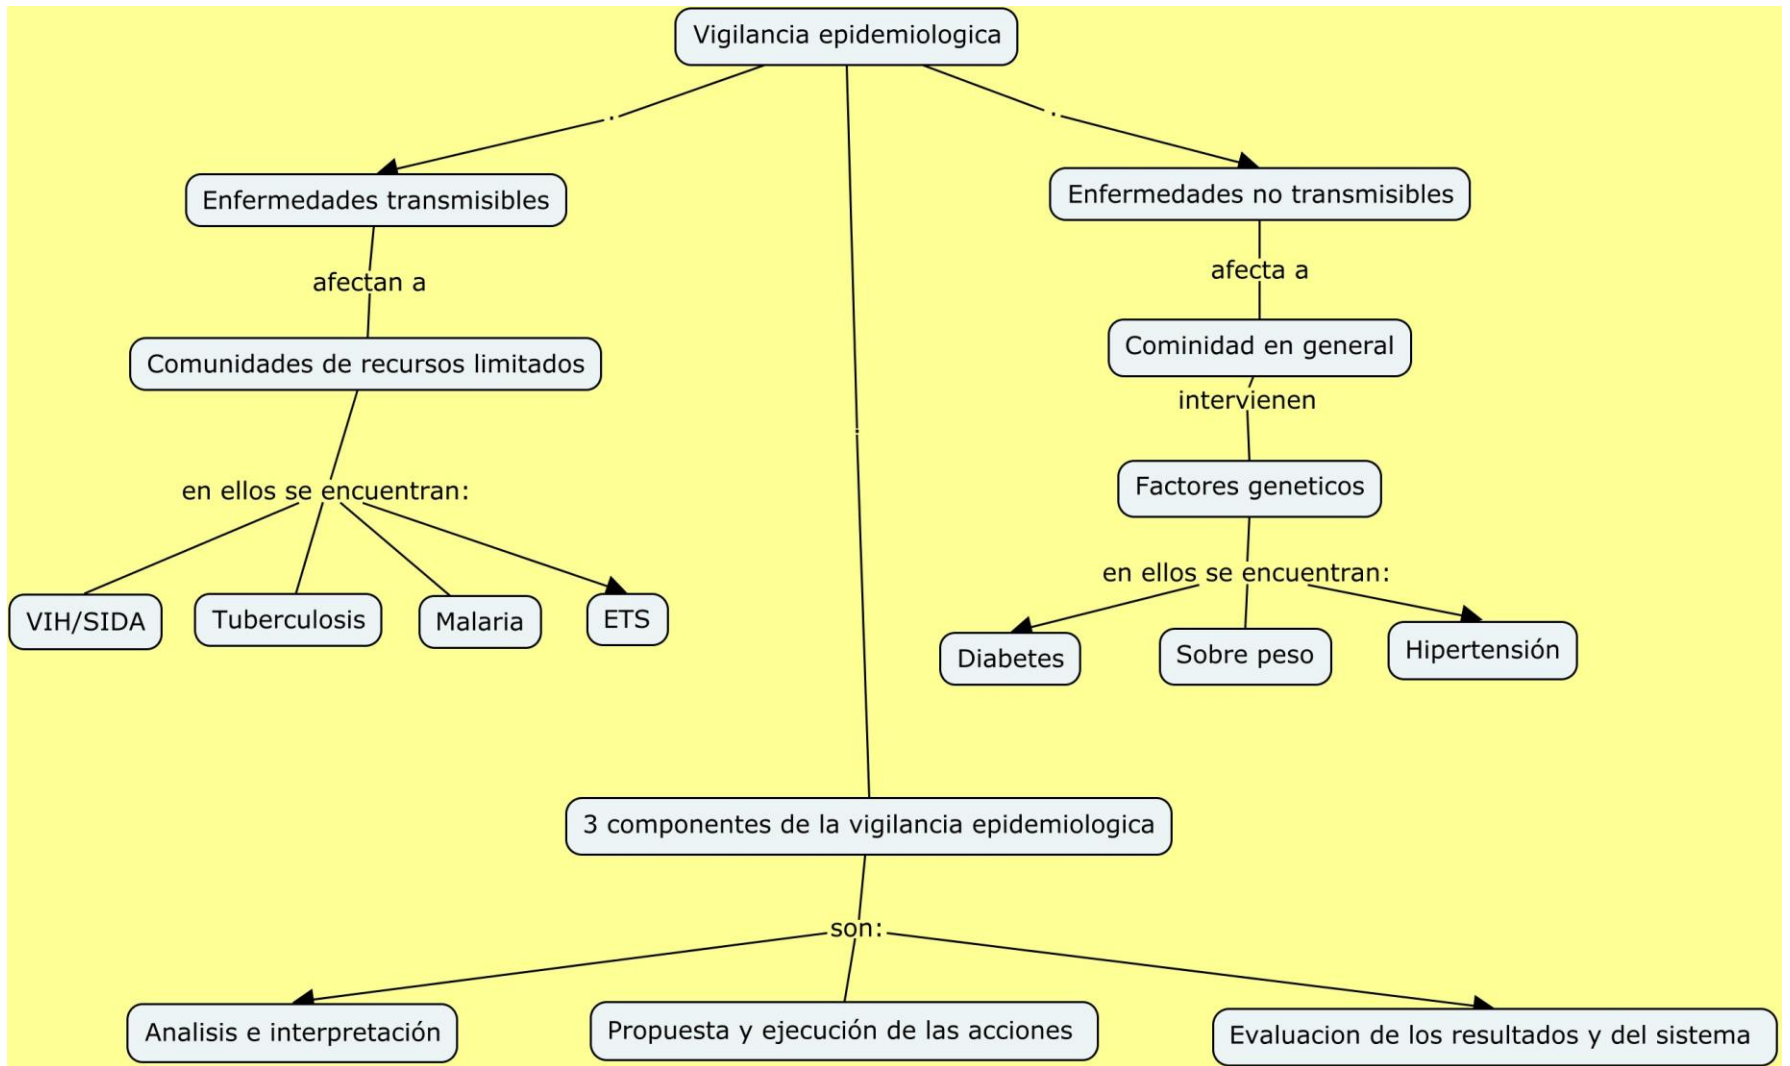 Vigilancia epidemiologica
.
.
Enfermedades transmisibles
Enfermedades no transmisibles
afectan a
afecta a
Comunidades de recursos limitados
Cominidad en general
intervienen
.
Factores geneticos
en ellos se encuentran:
en ellos se encuentran:
VIH/SIDA
Tuberculosis
Malaria
ETS
Diabetes
Sobre peso
Hipertensión
3 componentes de la vigilancia epidemiologica
son:
Analisis e interpretación
Propuesta y ejecución de las acciones
Evaluacion de los resultados y del sistema